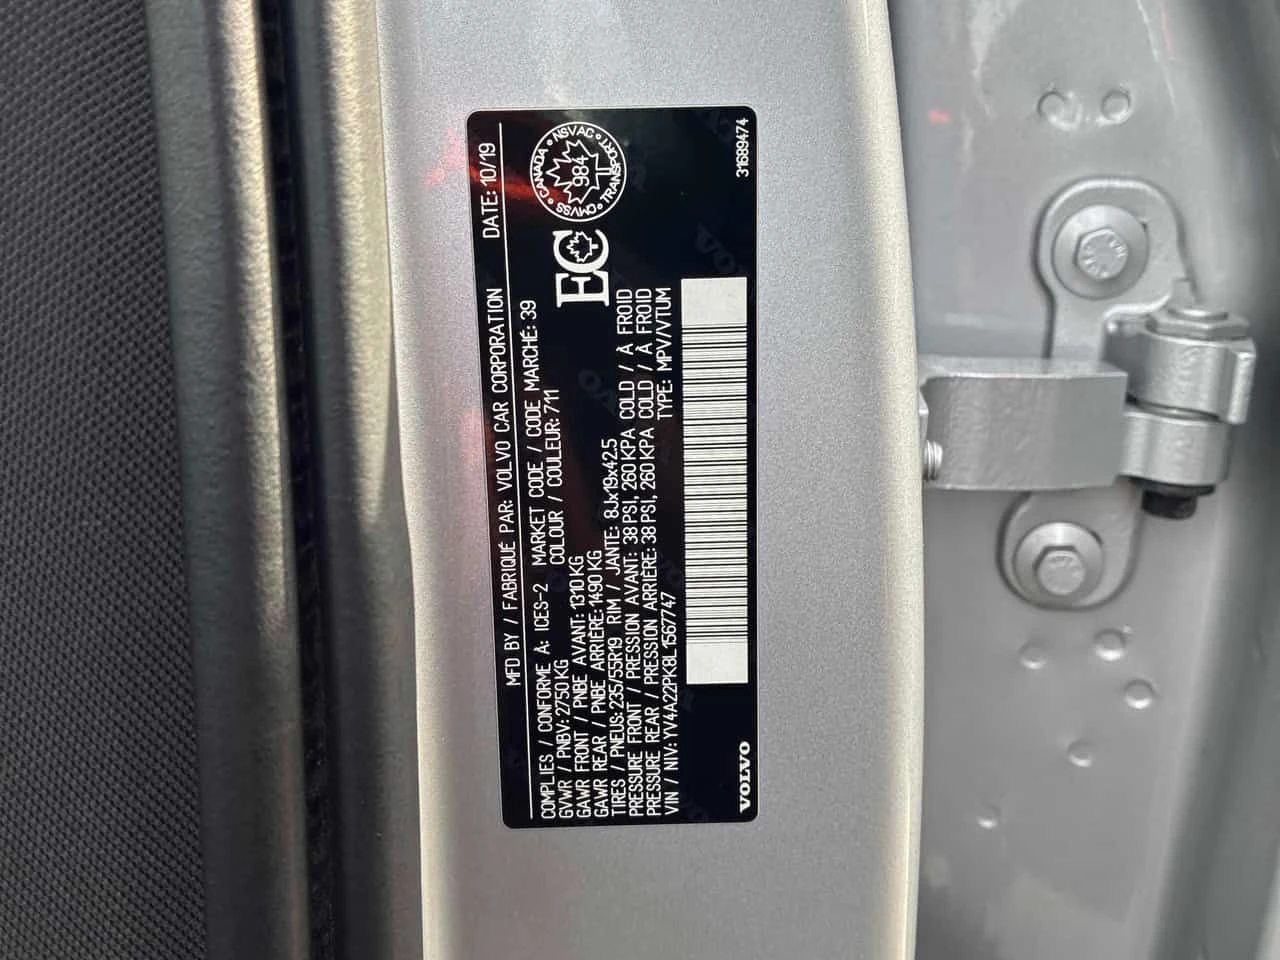 MFD BY / FABRIQUÉ PAR: VOLVO CAR CORPORATION DATE: 10/19
COMPLIES / CONFORME À: ICES-2 MARKET CODE / CODE MARCHÉ: 39
GVWR / PNBV: 2750 KG COLOUR / COULEUR: 711
GAWR FRONT / PNBE AVANT: 1310 KG
GAWR REAR / PNBE ARRIÈRE: 1490 KG
TIRES / PNEUS: 235/55R19 RIM / JANTE: 8Jx19x42.5
PRESSURE FRONT / PRESSION AVANT: 38 PSI, 260 KPA COLD / À FROID
PRESSURE REAR / PRESSION ARRIÈRE: 38 PSI, 260 KPA COLD / À FROID
VIN / NIV: YV4A22PK8L1567747 TYPE: MPV/VTUM
EC
CANADA • NSVAC • TRANSPORT • CMVSS
984
VOLVO
31689474